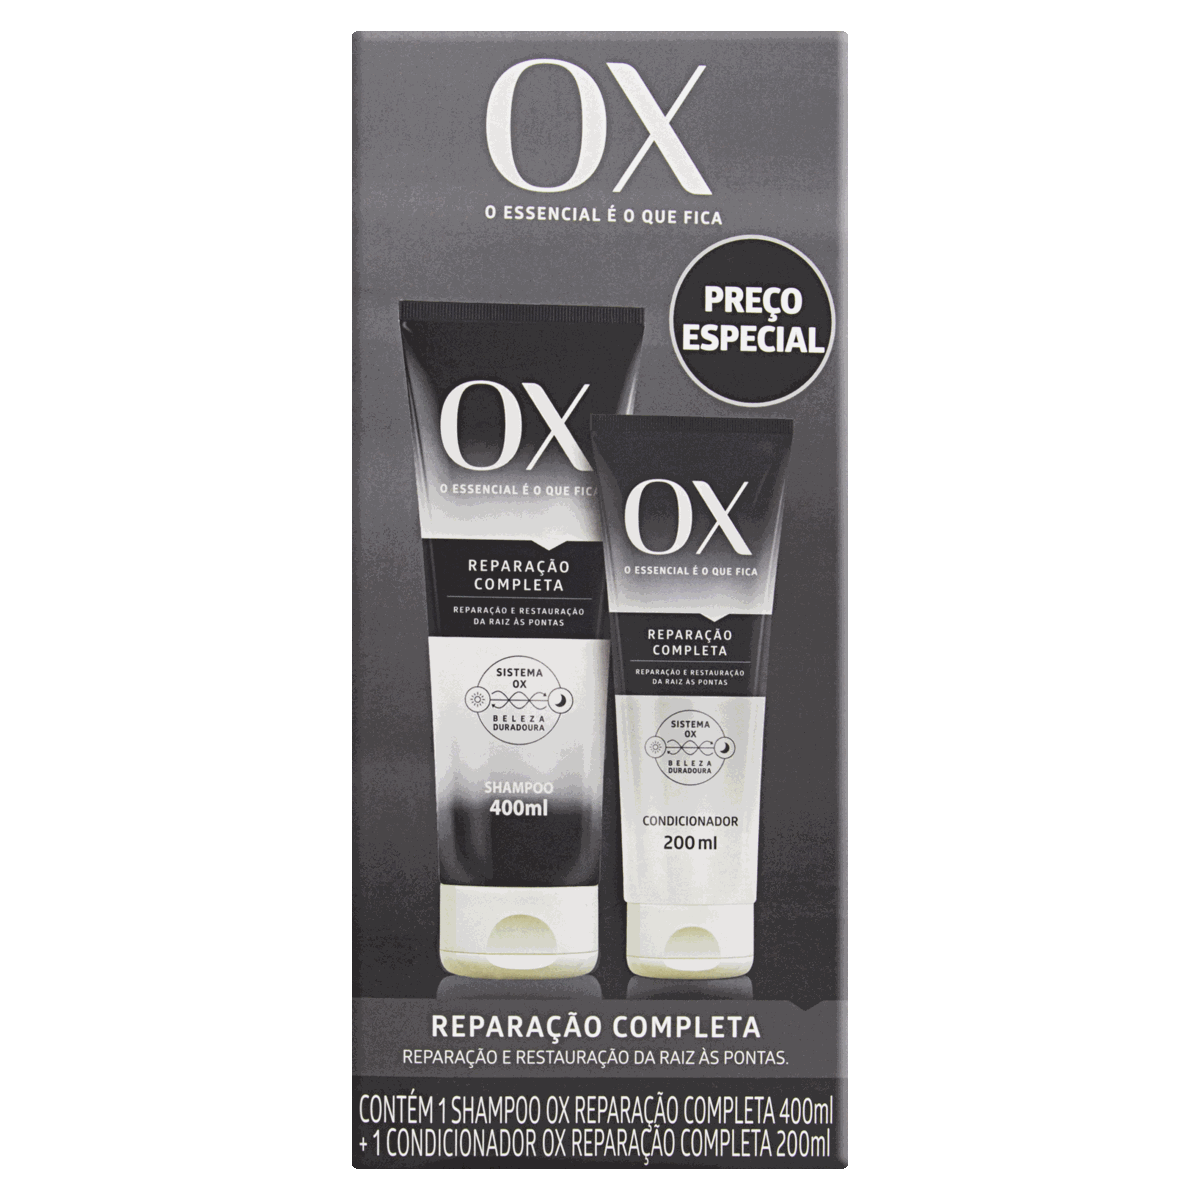 OX
O ESSENCIAL É O QUE FICA
PREÇO
ESPECIAL
OX
O ESSENCIAL É O QUE FICA
REPARAÇÃO
COMPLETA
REPARAÇÃO E RESTAURAÇÃO
DA RAIZ ÀS PONTAS
SISTEMA
OX
BELEZA
DURADOURA
SHAMPOO
400ml
OX
O ESSENCIAL É O QUE FICA
REPARAÇÃO
COMPLETA
REPARAÇÃO E RESTAURAÇÃO
DA RAIZ ÀS PONTAS
SISTEMA
OX
BELEZA
DURADOURA
CONDICIONADOR
200 ml
REPARAÇÃO COMPLETA
REPARAÇÃO E RESTAURAÇÃO DA RAIZ ÀS PONTAS.
CONTÉM 1 SHAMPOO OX REPARAÇÃO COMPLETA 400ml
+ 1 CONDICIONADOR OX REPARAÇÃO COMPLETA 200ml